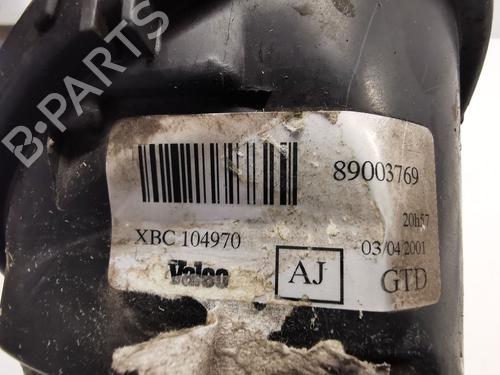 B-PARTS
89003769
20h57
XBC 104970
03/04 2001
Valeo
AJ
GTD